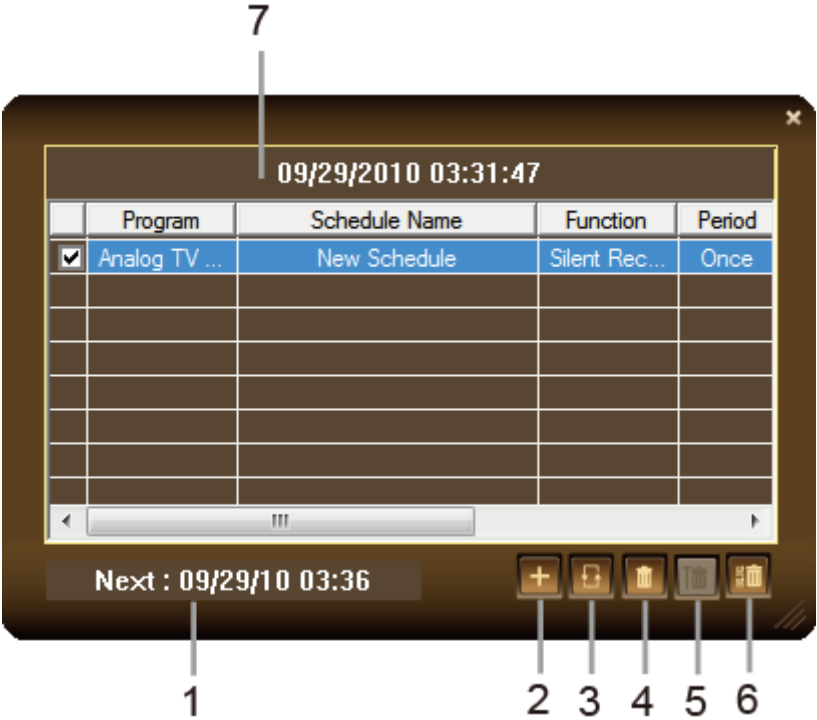 7
09/29/2010 03:31:47
Program Schedule Name Function Period
Analog TV ... New Schedule Silent Rec... Once
Next : 09/29/10 03:36
1 2 3 4 5 6